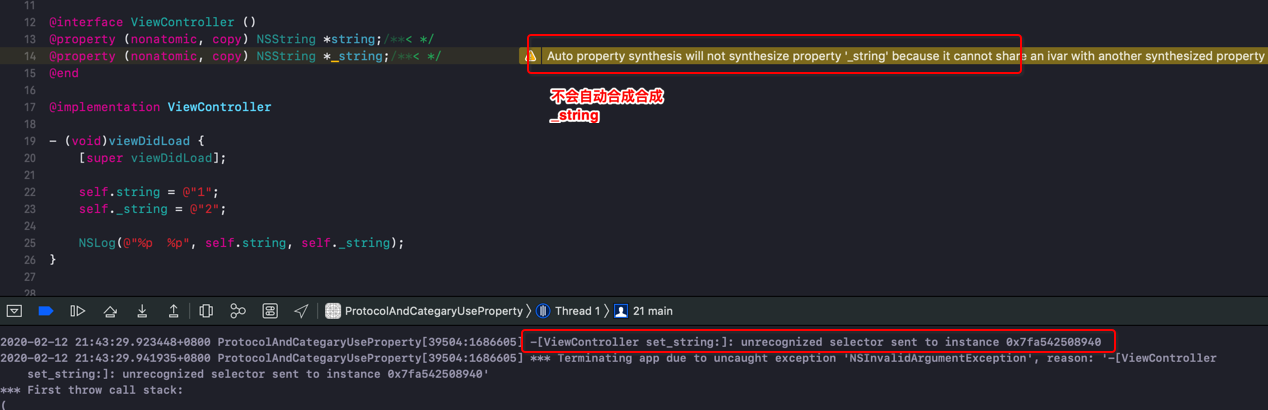 11
12 @interface ViewController ()
13 @property (nonatomic, copy) NSString *string;/**< */
14 @property (nonatomic, copy) NSString *_string;/**< */ Auto property synthesis will not synthesize property '_string' because it cannot share an ivar with another synthesized property
15 @end
不会自动合成合成
_string
16
17 @implementation ViewController
18
19 - (void)viewDidLoad {
20 [super viewDidLoad];
21
22 self.string = @"1";
23 self._string = @"2";
24
25 NSLog(@"%p  %p", self.string, self._string);
26 }
27
28
ProtocolAndCategaryUseProperty Thread 1 21 main
2020-02-12 21:43:29.923448+0800 ProtocolAndCategaryUseProperty[39504:1686605] -[ViewController set_string:]: unrecognized selector sent to instance 0x7fa542508940
2020-02-12 21:43:29.941935+0800 ProtocolAndCategaryUseProperty[39504:1686605] *** Terminating app due to uncaught exception 'NSInvalidArgumentException', reason: '-[ViewController
set_string:]: unrecognized selector sent to instance 0x7fa542508940'
*** First throw call stack:
(